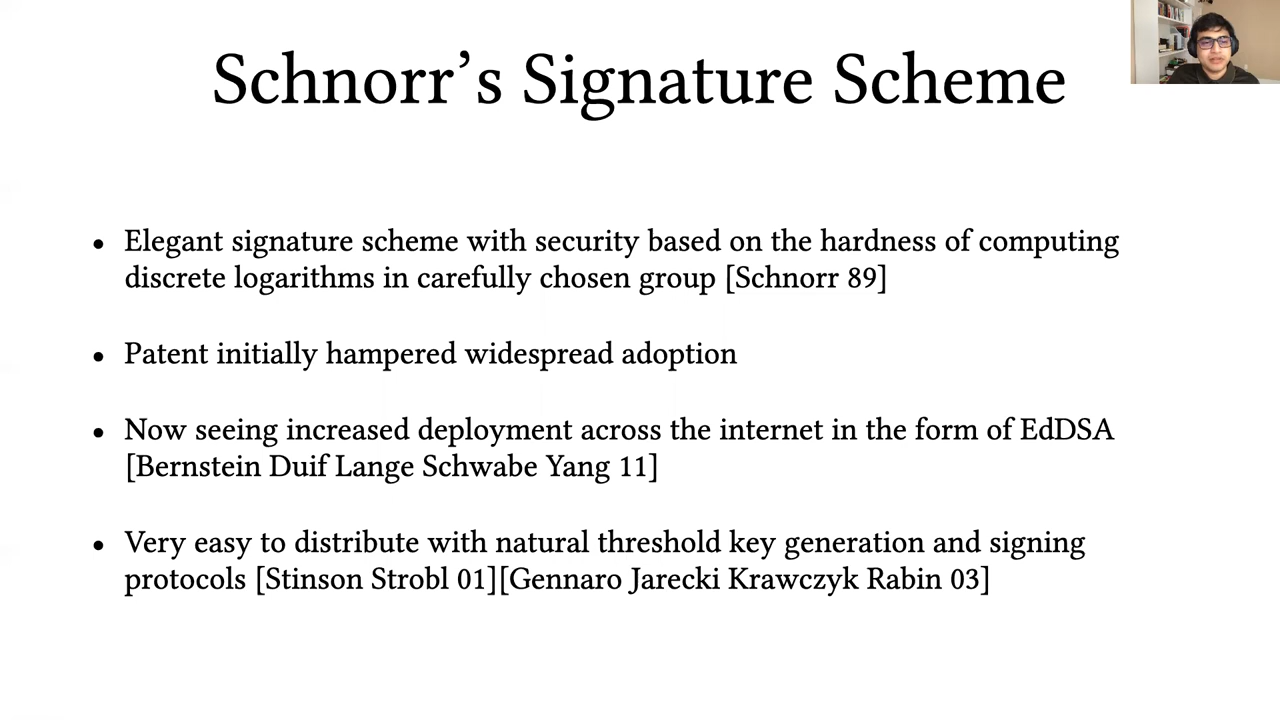 Schnorr’s Signature Scheme
• Elegant signature scheme with security based on the hardness of computing
discrete logarithms in carefully chosen group [Schnorr 89]
• Patent initially hampered widespread adoption
• Now seeing increased deployment across the internet in the form of EdDSA
[Bernstein Duif Lange Schwabe Yang 11]
• Very easy to distribute with natural threshold key generation and signing
protocols [Stinson Strobl 01][Gennaro Jarecki Krawczyk Rabin 03]